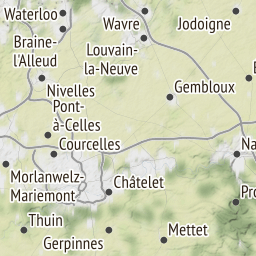 Waterloo
Wavre
Jodoigne
Braine-
l'Alleud
Louvain-
la-Neuve
Nivelles
Gembloux
Pont-
à-Celles
Courcelles
Na
Morlanwelz-
Mariemont
Châtelet
Pro
Thuin
Gerpinnes
Mettet